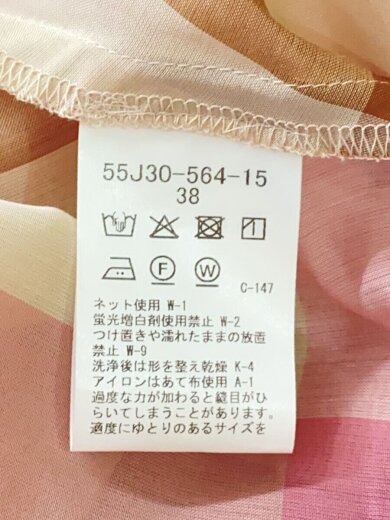 55J30-564-15
38
F
W
C-147
ネット使用 W-1
蛍光増白剤使用禁止 W-2
つけ置きや濡れたままの放置
禁止 W-9
洗浄後は形を整え乾燥 K-4
アイロンはあて布使用 A-1
過度な力が加わると縫目がひ
らいてしまうことがあります。
適度にゆとりのあるサイズを